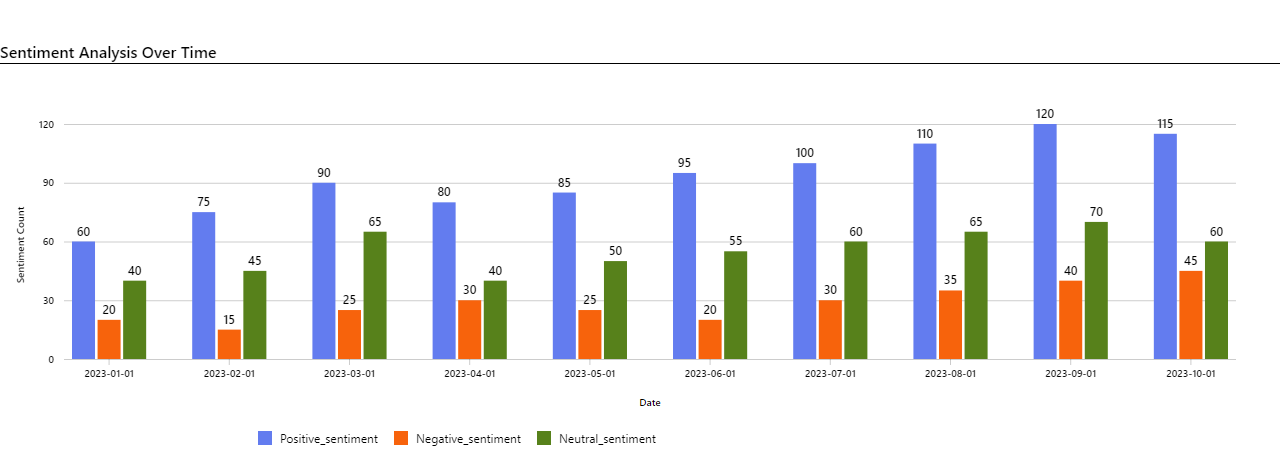 Sentiment Analysis Over Time
120
90
60
30
0
Sentiment Count
60 20 40
75 15 45
90 25 65
80 30 40
85 25 50
95 20 55
100 30 60
110 35 65
120 40 70
115 45 60
2023-01-01 2023-02-01 2023-03-01 2023-04-01 2023-05-01 2023-06-01 2023-07-01 2023-08-01 2023-09-01 2023-10-01
Date
Positive_sentiment Negative_sentiment Neutral_sentiment